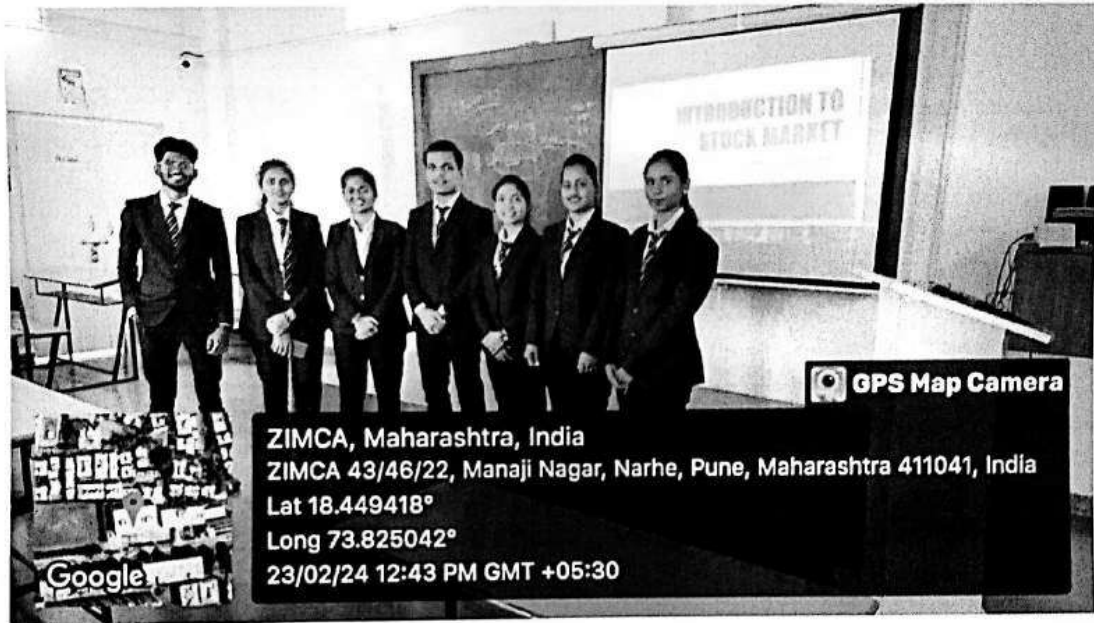 INTRODUCTION TO
STOCK MARKET
GPS Map Camera
ZIMCA, Maharashtra, India
ZIMCA 43/46/22, Manaji Nagar, Narhe, Pune, Maharashtra 411041, India
Lat 18.449418°
Long 73.825042°
23/02/24 12:43 PM GMT +05:30
Google